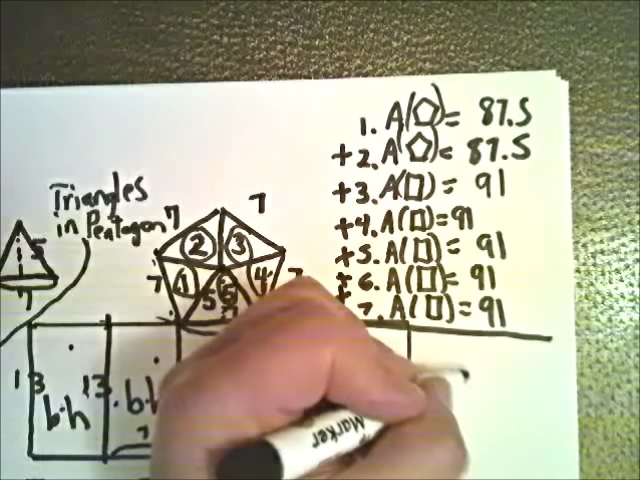 1. A(⬠)= 87.5
+2. A(⬠)= 87.5
+3. A(▯)= 91
+4. A(▯)=91
+5. A(▯)= 91
+6. A(▯)= 91
+7. A(▯)= 91
Triangles
in Pentagon
7
7
2
3
5
7
7
1
4
5
6
13
13
b·h
Marker